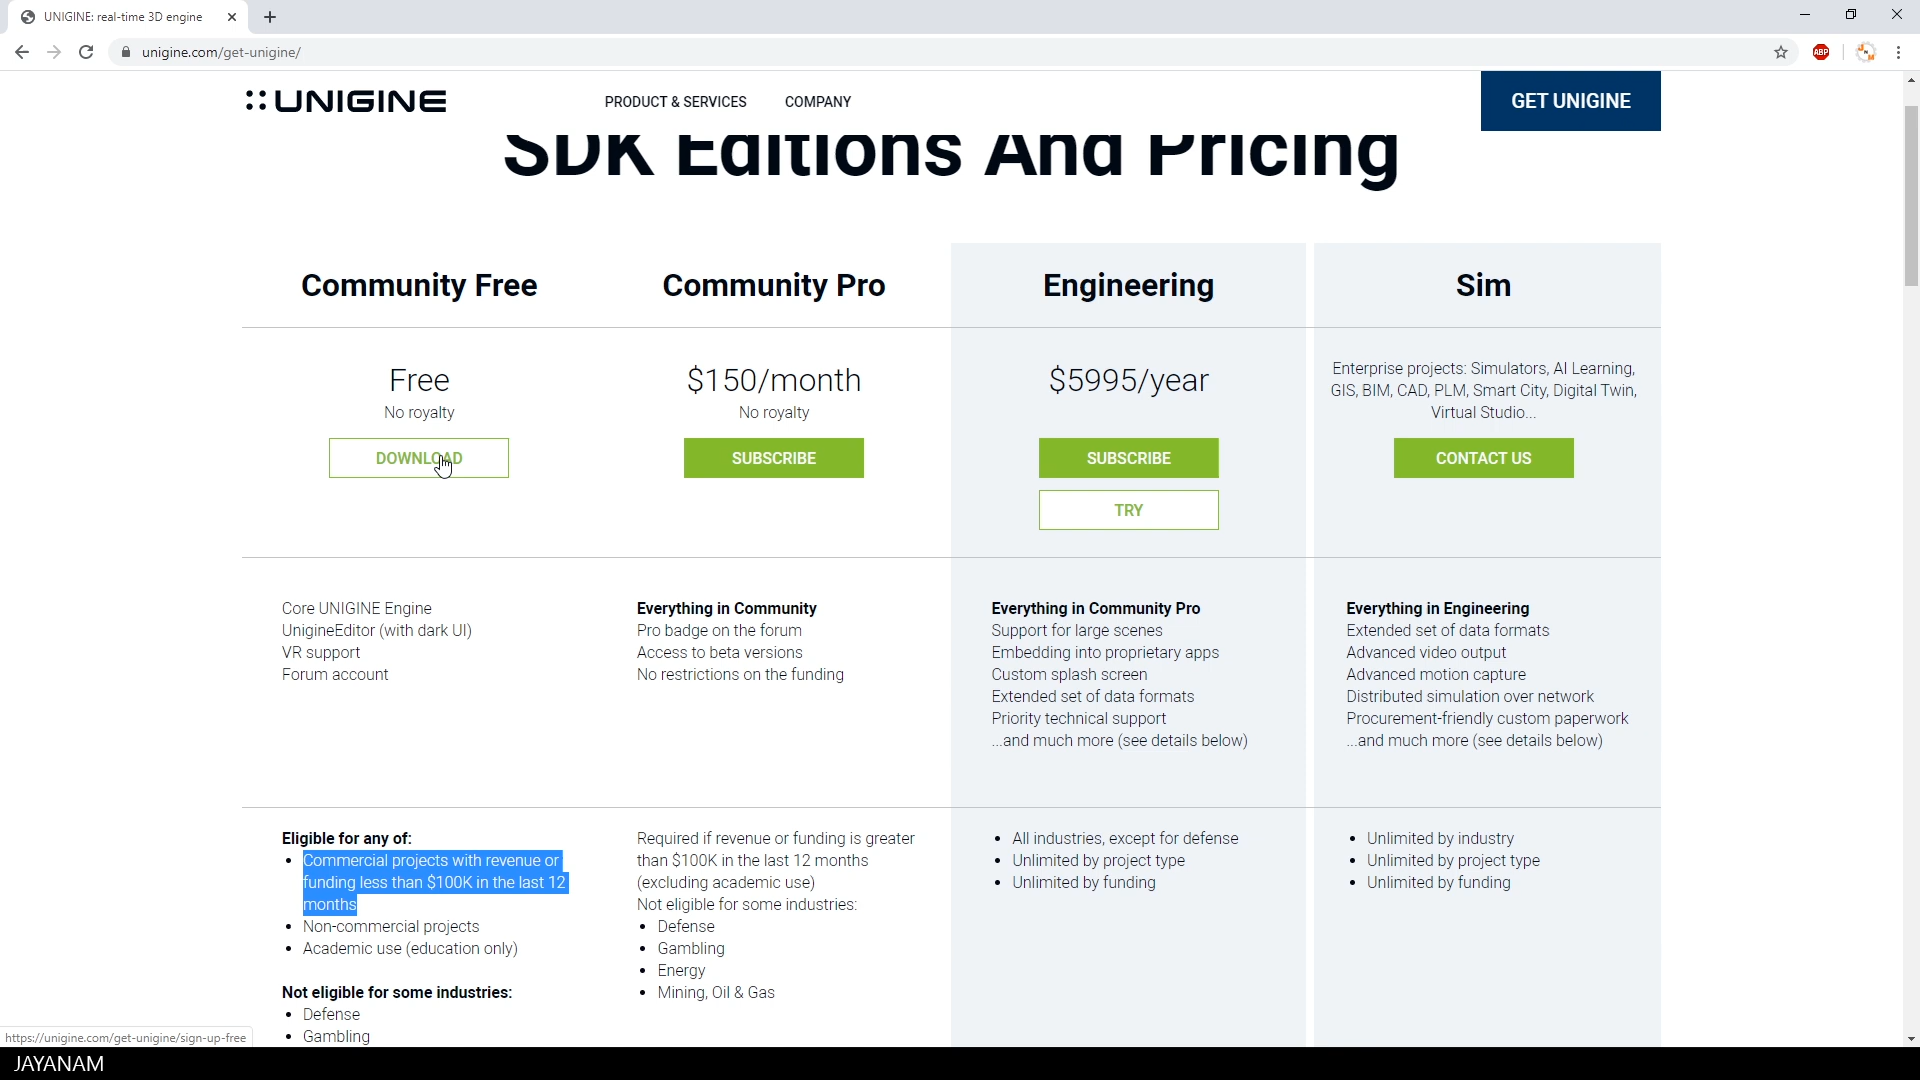 UNIGINE: real-time 3D engine
unigine.com/get-unigine/
ABP
UNIGINE
PRODUCT & SERVICES
COMPANY
GET UNIGINE
SDK Editions And Pricing
Community Free
Community Pro
Engineering
Sim
Free
No royalty
DOWNLOAD
$150/month
No royalty
SUBSCRIBE
$5995/year
SUBSCRIBE
TRY
Enterprise projects: Simulators, AI Learning,
GIS, BIM, CAD, PLM, Smart City, Digital Twin,
Virtual Studio...
CONTACT US
Core UNIGINE Engine
UnigineEditor (with dark UI)
VR support
Forum account
Everything in Community
Pro badge on the forum
Access to beta versions
No restrictions on the funding
Everything in Community Pro
Support for large scenes
Embedding into proprietary apps
Custom splash screen
Extended set of data formats
Priority technical support
...and much more (see details below)
Everything in Engineering
Extended set of data formats
Advanced video output
Advanced motion capture
Distributed simulation over network
Procurement-friendly custom paperwork
...and much more (see details below)
Eligible for any of:
• Commercial projects with revenue or
funding less than $100K in the last 12
months
• Non-commercial projects
• Academic use (education only)
Not eligible for some industries:
• Defense
• Gambling
Required if revenue or funding is greater
than $100K in the last 12 months
(excluding academic use)
Not eligible for some industries:
• Defense
• Gambling
• Energy
• Mining, Oil & Gas
• All industries, except for defense
• Unlimited by project type
• Unlimited by funding
• Unlimited by industry
• Unlimited by project type
• Unlimited by funding
https://unigine.com/get-unigine/sign-up-free
JAYANAM